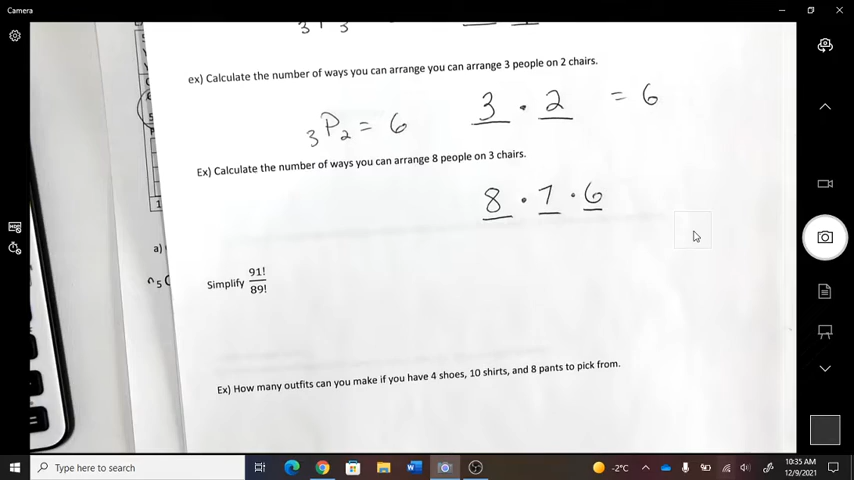 Camera
3 P 3
ex) Calculate the number of ways you can arrange you can arrange 3 people on 2 chairs.
3P2 = 6 3 · 2 = 6
Ex) Calculate the number of ways you can arrange 8 people on 3 chairs.
8 · 7 · 6
a)
Simplify 91!
89!
Ex) How many outfits can you make if you have 4 shoes, 10 shirts, and 8 pants to pick from.
Type here to search
-2°C
10:35 AM
12/9/2021